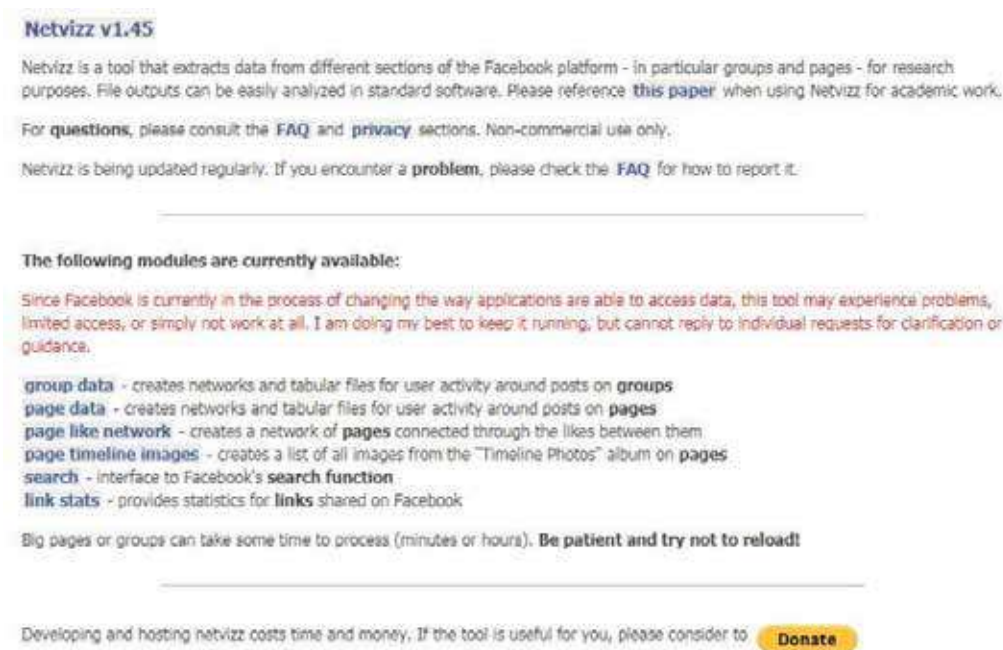 Netvizz v1.45
Netvizz is a tool that extracts data from different sections of the Facebook platform - in particular groups and pages - for research
purposes. File outputs can be easily analyzed in standard software. Please reference this paper when using Netvizz for academic work.
For questions, please consult the FAQ and privacy sections. Non-commercial use only.
Netvizz is being updated regularly. If you encounter a problem, please check the FAQ for how to report it.
The following modules are currently available:
Since Facebook is currently in the process of changing the way applications are able to access data, this tool may experience problems,
limited access, or simply not work at all. I am doing my best to keep it running, but cannot reply to individual requests for clarification or
guidance.
group data - creates networks and tabular files for user activity around posts on groups
page data - creates networks and tabular files for user activity around posts on pages
page like network - creates a network of pages connected through the likes between them
page timeline images - creates a list of all images from the "Timeline Photos" album on pages
search - interface to Facebook's search function
link stats - provides statistics for links shared on Facebook
Big pages or groups can take some time to process (minutes or hours). Be patient and try not to reload!
Developing and hosting netvizz costs time and money. If the tool is useful for you, please consider to Donate